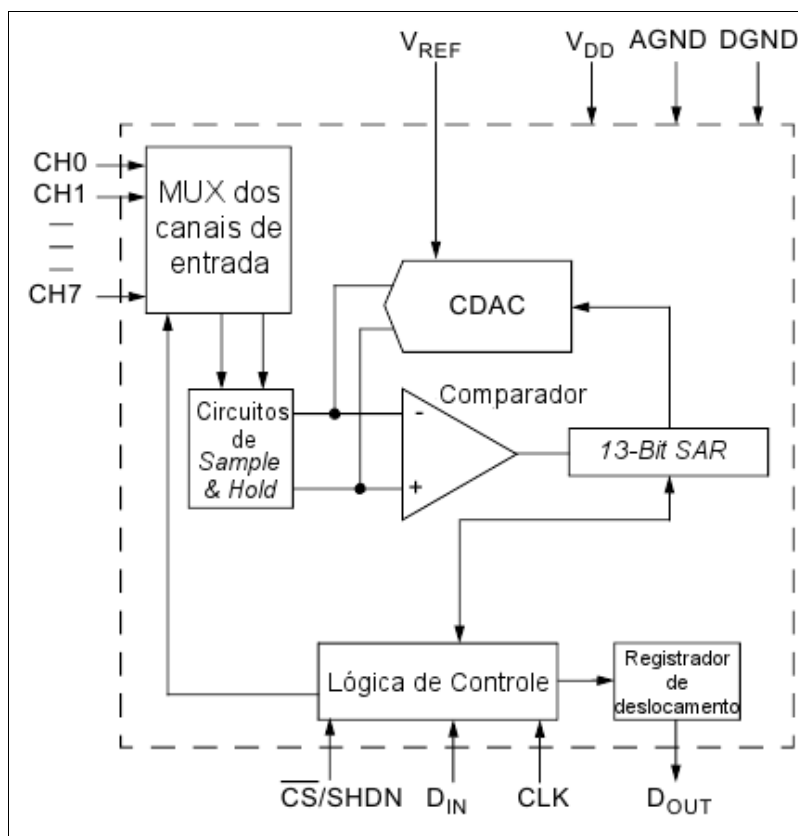 VREF
VDD AGND DGND
CH0
CH1
CH7
MUX dos
canais de
entrada
CDAC
Circuitos
de
Sample
& Hold
Comparador
-
+
13-Bit SAR
Lógica de Controle
Registrador
de
deslocamento
CS/SHDN DIN CLK DOUT